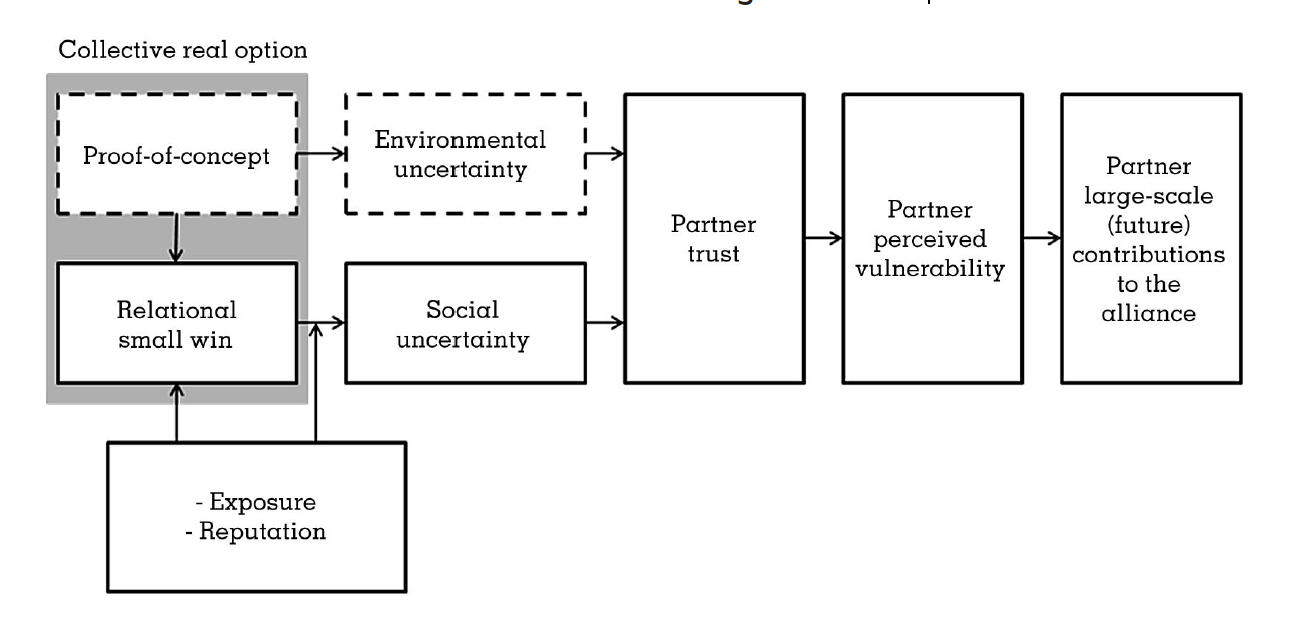 Collective real option
Proof-of-concept
Environmental
uncertainty
Relational
small win
Social
uncertainty
Partner
trust
Partner
perceived
vulnerability
Partner
large-scale
(future)
contributions
to the
alliance
- Exposure
- Reputation